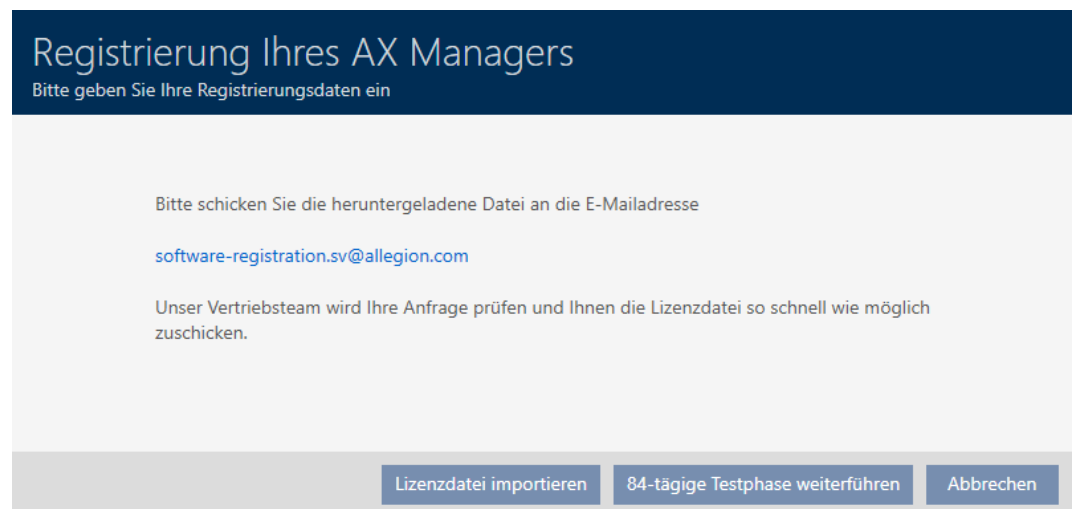 Registrierung Ihres AX Managers
Bitte geben Sie Ihre Registrierungsdaten ein
Bitte schicken Sie die heruntergeladene Datei an die E-Mailadresse
software-registration.sv@allegion.com
Unser Vertriebsteam wird Ihre Anfrage prüfen und Ihnen die Lizenzdatei so schnell wie möglich
zuschicken.
Lizenzdatei importieren 84-tägige Testphase weiterführen Abbrechen